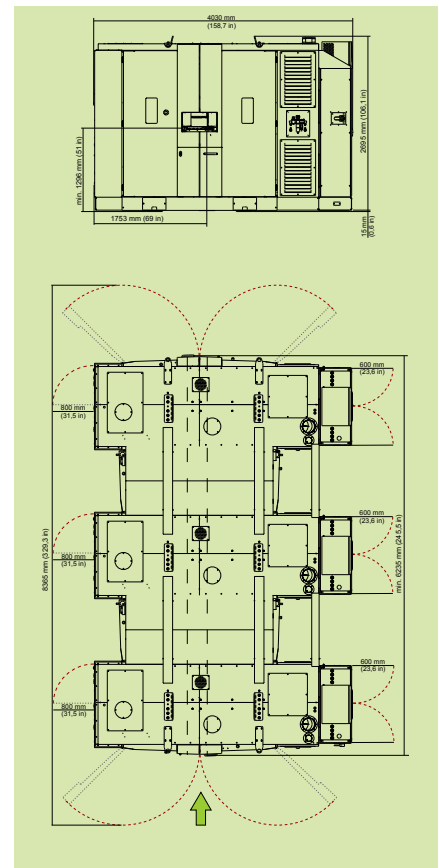 4030 mm
(158,7 in)
min. 1296 mm (51 in)
2695 mm (106,1 in)
1753 mm (69 in)
15 mm
(0,6 in)
600 mm
(23,6 in)
800 mm
(31,5 in)
600 mm
(23,6 in)
8365 mm (329,3 in)
min. 6235 mm (245,5 in)
800 mm
(31,5 in)
600 mm
(23,6 in)
800 mm
(31,5 in)